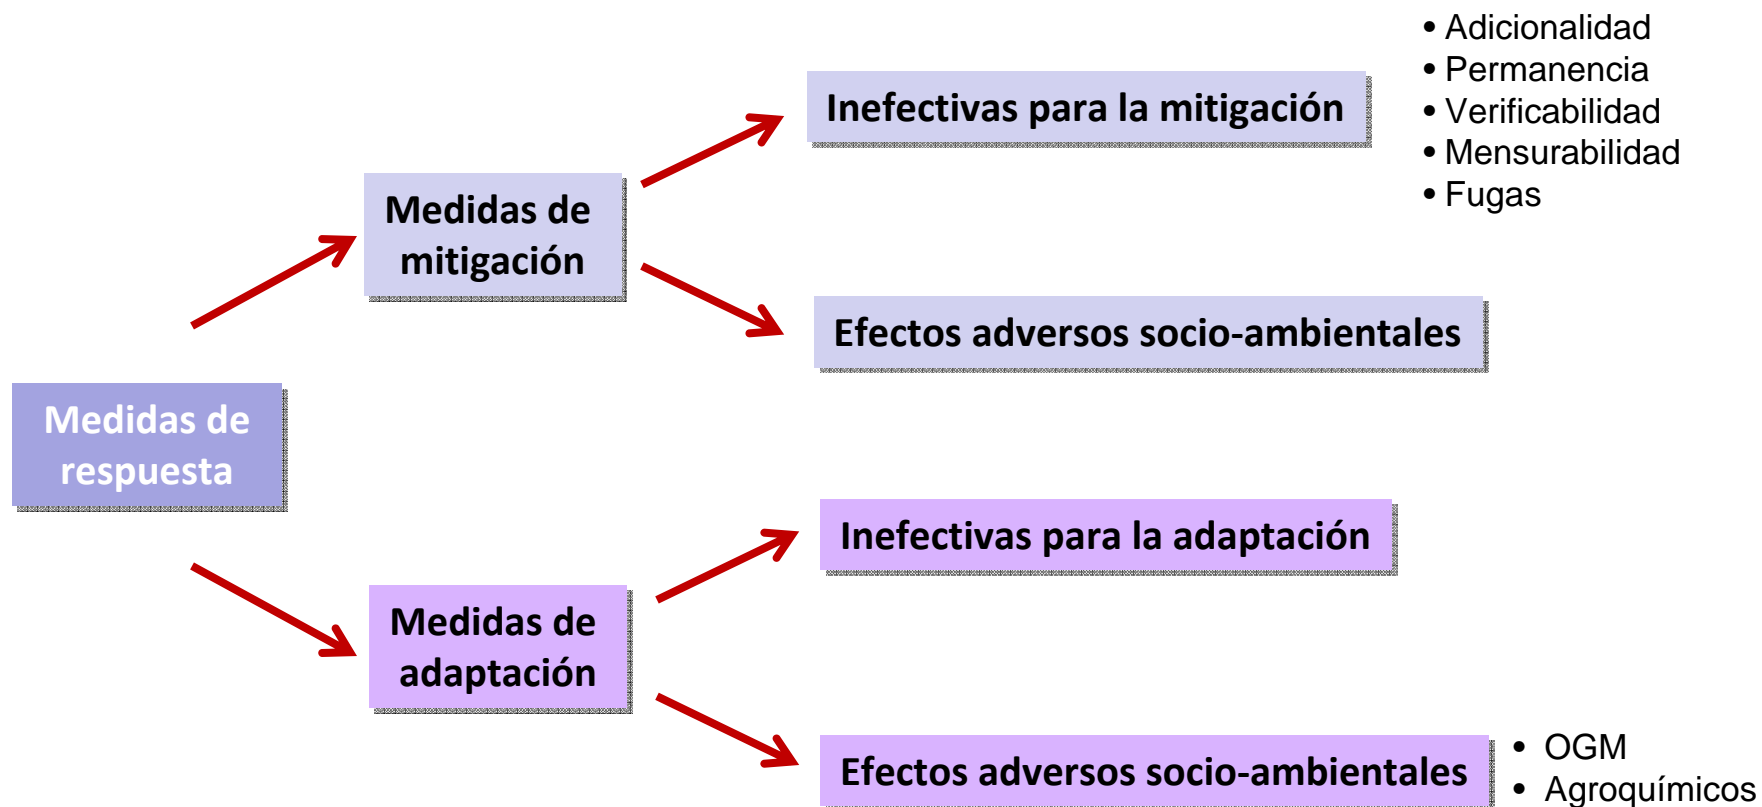 • Adicionalidad
• Permanencia
• Verificabilidad
• Mensurabilidad
• Fugas
Inefectivas para la mitigación
Medidas de
mitigación
Efectos adversos socio-ambientales
Medidas de
respuesta
Inefectivas para la adaptación
Medidas de
adaptación
Efectos adversos socio-ambientales
• OGM
• Agroquímicos